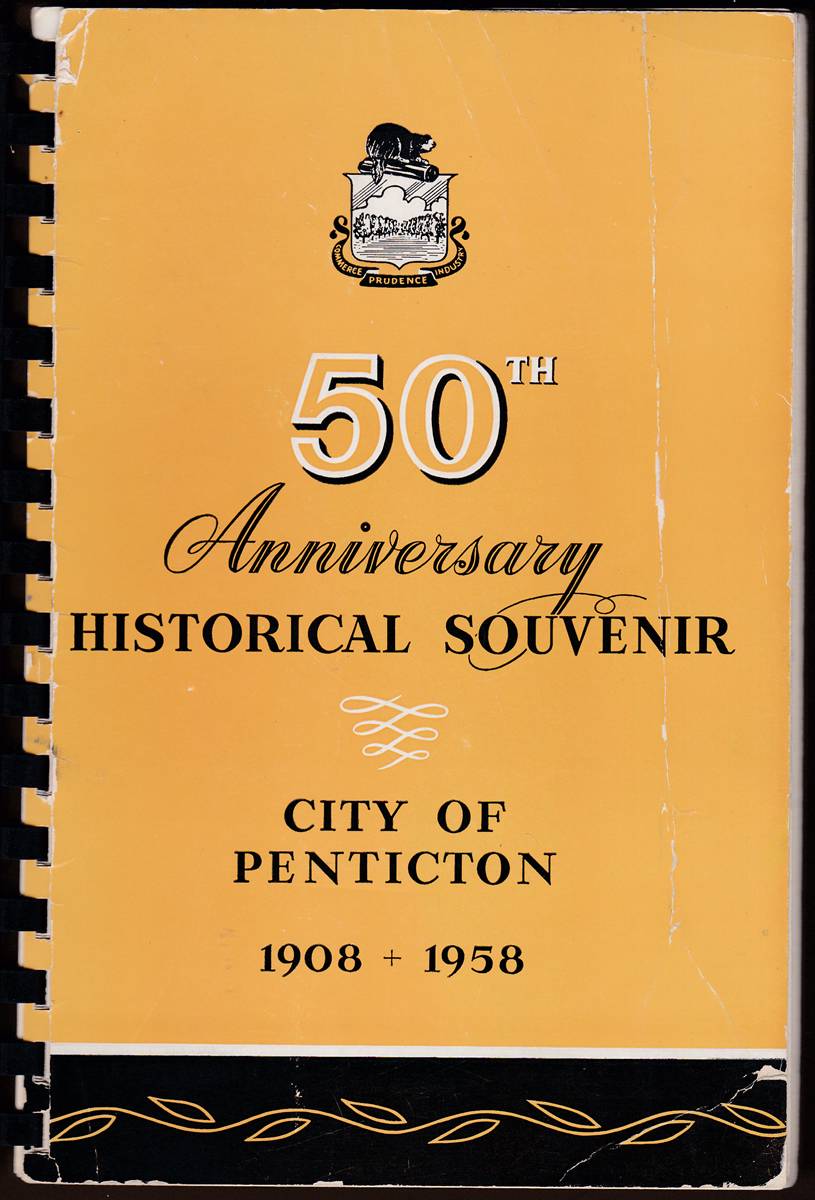 COMMERCE PRUDENCE INDUSTRY
50TH
Anniversary
HISTORICAL SOUVENIR
CITY OF
PENTICTON
1908 + 1958